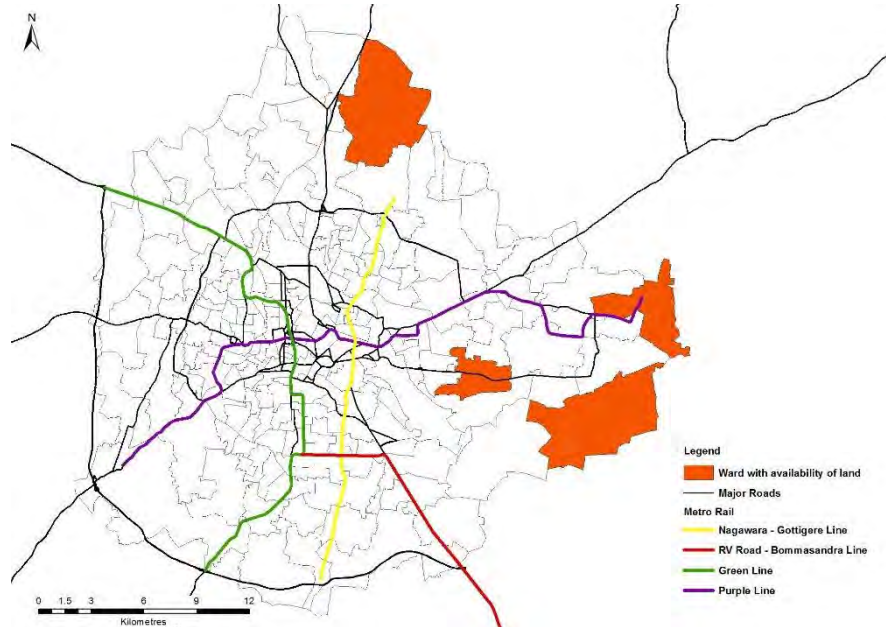 N
Legend
Ward with availability of land
Major Roads
Metro Rail
Nagawara - Gottigere Line
RV Road - Bommasandra Line
Green Line
Purple Line
0 1.5 3 6 9 12
Kilometres